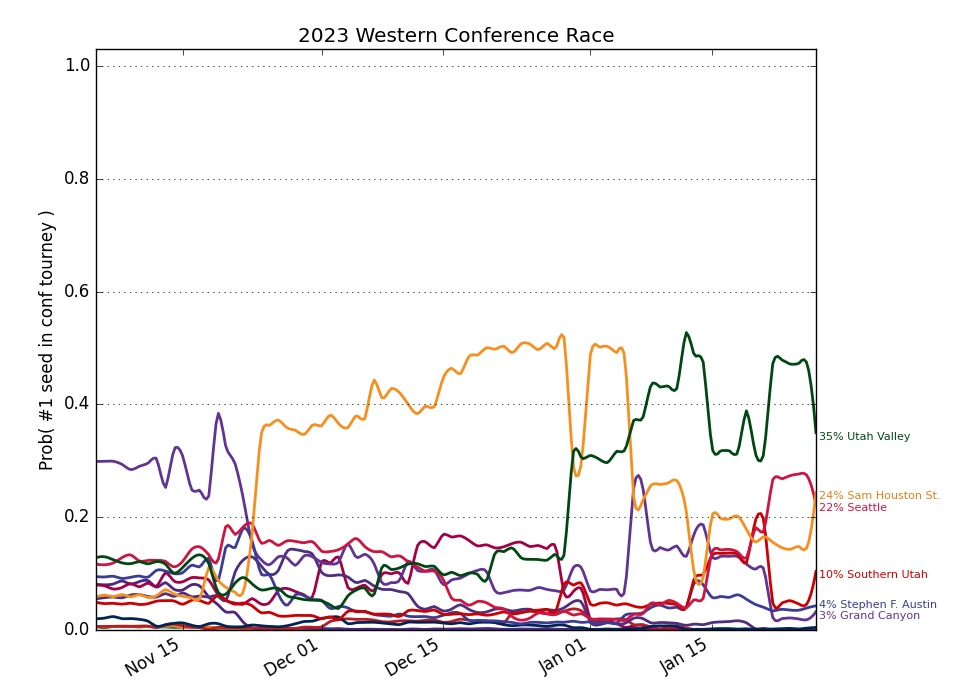 2023 Western Conference Race
Prob( #1 seed in conf tourney )
1.0
0.8
0.6
0.4
0.2
0.0
Nov 15
Dec 01
Dec 15
Jan 01
Jan 15
35% Utah Valley
24% Sam Houston St.
22% Seattle
10% Southern Utah
4% Stephen F. Austin
3% Grand Canyon